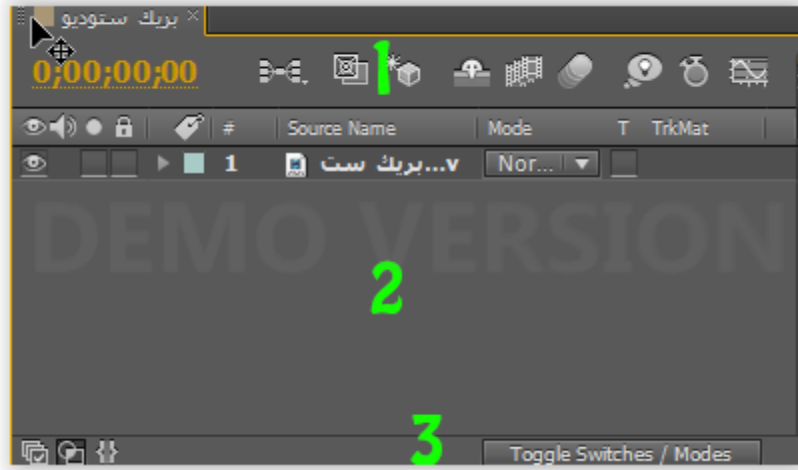 بريك ستوديو ×
1
0;00;00;00
# Source Name Mode T TrkMat
1 بريك ست...v Nor...
DEMO VERSION
2
3
Toggle Switches / Modes